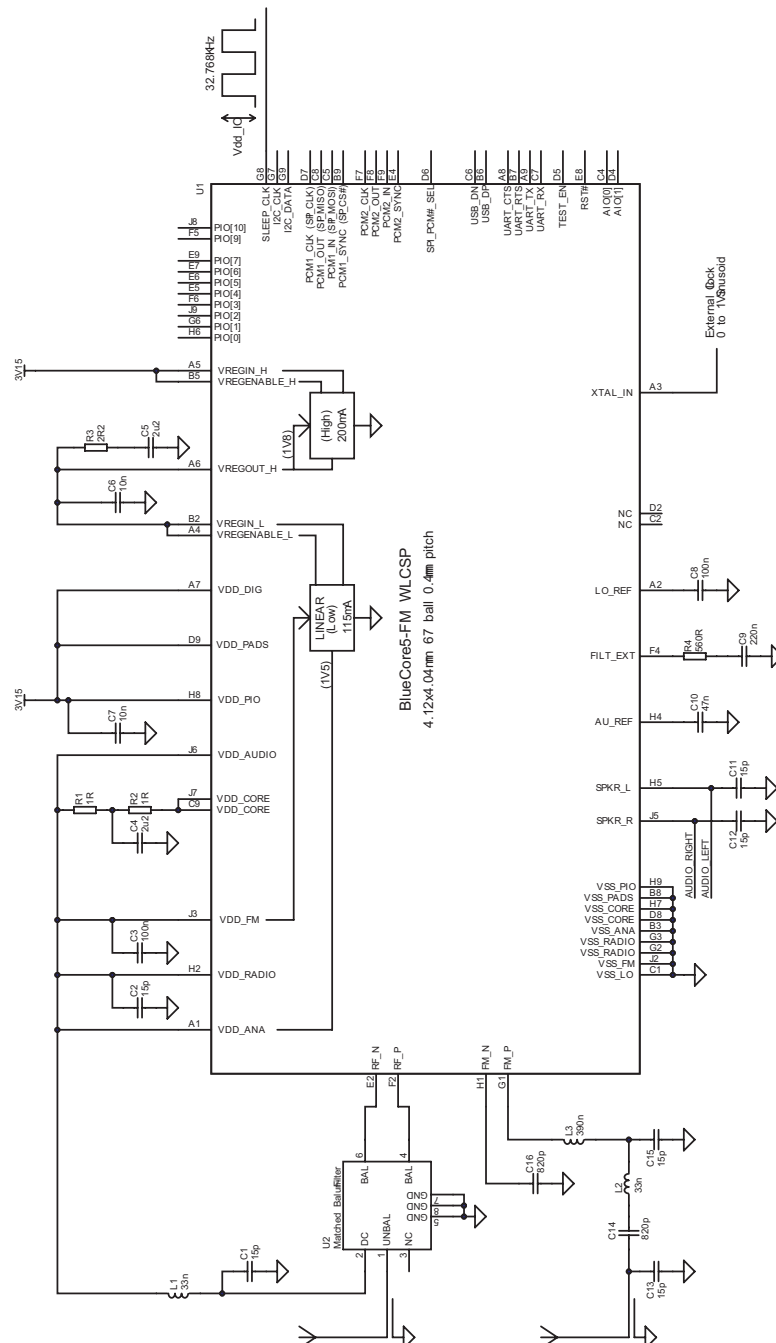 32.768KHz
Vdd_IO
U1
G8 SLEEP_CLK
G7 I2C_CLK
G9 I2C_DATA
D7 PCM1_CLK (SPI_CLK)
C8 PCM1_OUT (SPI_MISO)
C5 PCM1_IN (SPI_MOSI)
B9 PCM1_SYNC (SPI_CS#)
F7 PCM2_CLK
F8 PCM2_OUT
F9 PCM2_IN
E4 PCM2_SYNC
D6 SPI_PCM#_SEL
C6 USB_DN
B6 USB_DP
A8 UART_CTS
B7 UART_RTS
A9 UART_TX
C7 UART_RX
D5 TEST_EN
E8 RST#
C4 AIO[0]
D4 AIO[1]
J8 PIO[10]
F5 PIO[9]
E9 PIO[7]
E7 PIO[6]
E6 PIO[5]
E5 PIO[4]
F6 PIO[3]
J9 PIO[2]
G6 PIO[1]
H6 PIO[0]
3V15
A5 VREGIN_H
B5 VREGENABLE_H
(High)
200mA
(1V8)
R3
2R2
C5
2u2
A6 VREGOUT_H
C6
10n
B2 VREGIN_L
A4 VREGENABLE_L
A7 VDD_DIG
LINEAR
(Low)
115mA
(1V5)
D9 VDD_PADS
3V15
H8 VDD_PIO
C7
10n
J6 VDD_AUDIO
R1
1R
R2
1R
J7 VDD_CORE
C9 VDD_CORE
C4
2u2
J3 VDD_FM
C3
100n
H2 VDD_RADIO
C2
15p
A1 VDD_ANA
BlueCore5-FM WLCSP
4.12x4.04mm 67 ball 0.4mm pitch
External Clock
0 to 1V Sinusoid
XTAL_IN A3
NC D2
NC C2
LO_REF A2
C8
100n
FILT_EXT F4
R4
560R
C9
220n
AU_REF H4
C10
47n
SPKR_L H5
C11
15p
SPKR_R J5
C12
15p
AUDIO_RIGHT
AUDIO_LEFT
VSS_PIO H9
VSS_PADS B8
VSS_CORE H7
VSS_CORE D8
VSS_ANA B3
VSS_RADIO G3
VSS_RADIO G2
VSS_FM J2
VSS_LO C1
RF_N E2
RF_P F2
FM_N H1
FM_P G1
6 BAL
4 BAL
U2
Matched Balun Filter
DC 2
UNBAL 1
NC 3
GND 7
GND 8
GND 5
L1
33n
C1
15p
C16
820p
L3
390n
C15
15p
L2
33n
C14
820p
C13
15p